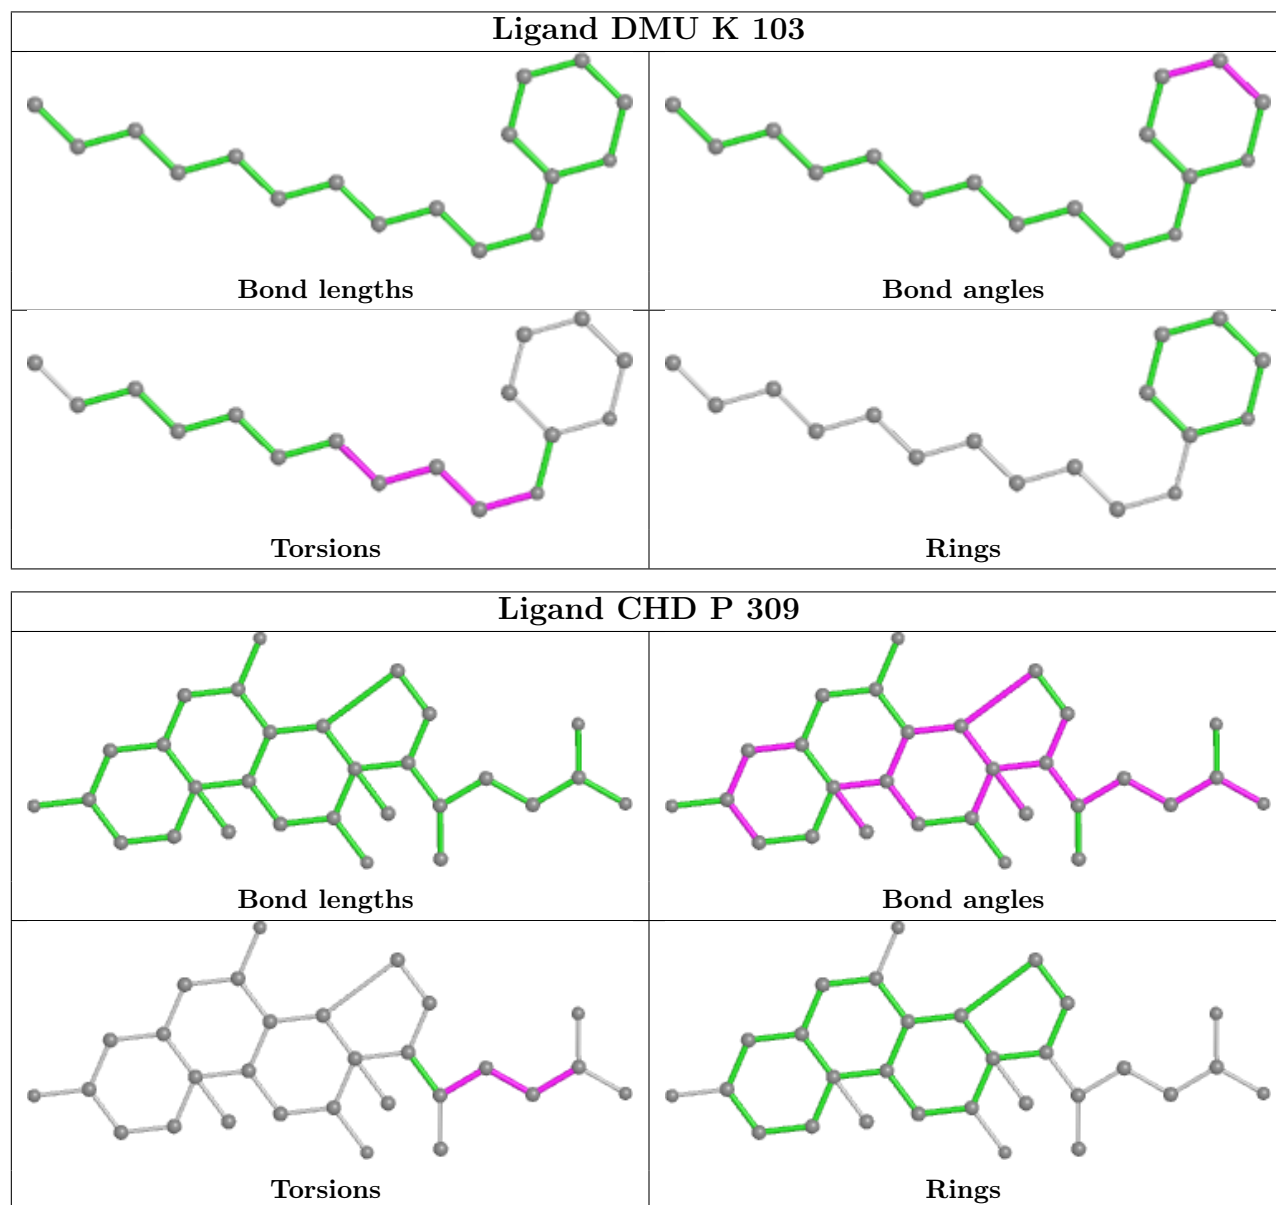 Ligand DMU K 103
Bond lengths
Bond angles
Torsions
Rings
Ligand CHD P 309
Bond lengths
Bond angles
Torsions
Rings